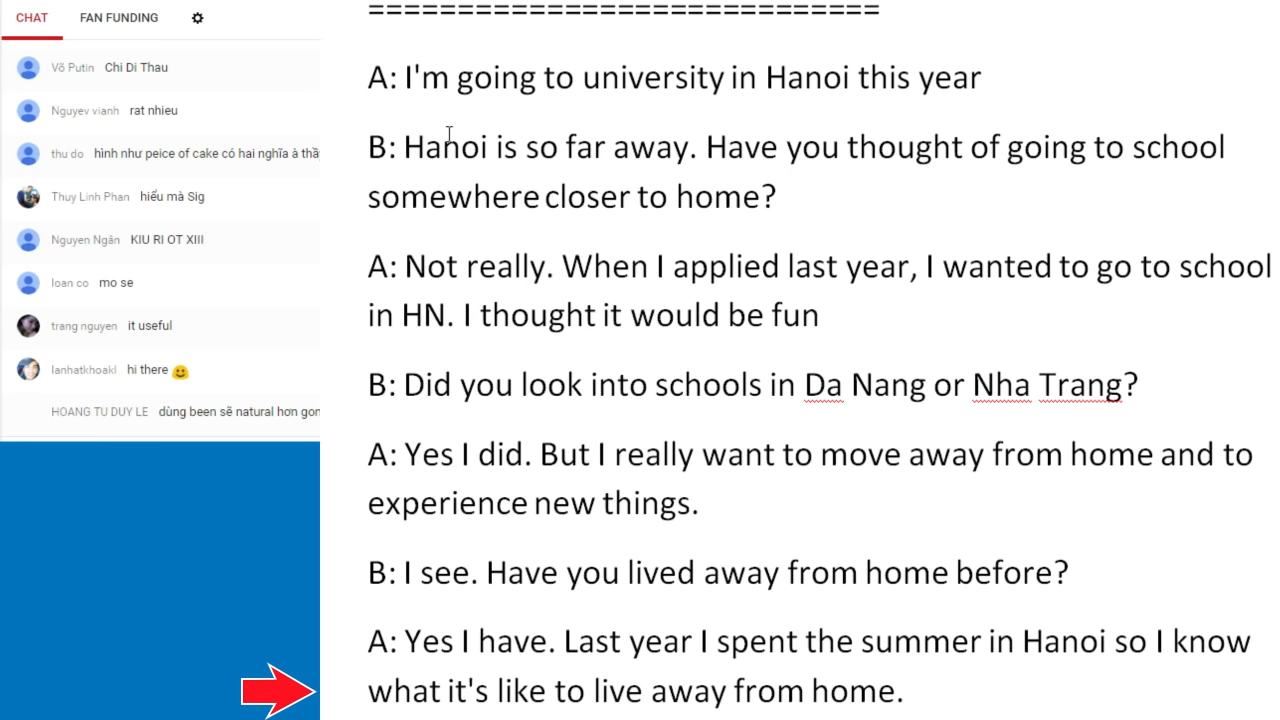 CHAT FAN FUNDING
Võ Putin Chi Di Thau
Nguyev vianh rat nhieu
thu do hình như peice of cake có hai nghĩa à thầ
Thuy Linh Phan hiểu mà Sig
Nguyen Ngân KIU RI OT XIII
loan co mo se
trang nguyen it useful
lanhatkhoakl hi there
HOANG TU DUY LE dùng been sẽ natural hơn gon
==============================
A: I'm going to university in Hanoi this year
B: Hanoi is so far away. Have you thought of going to school
somewhere closer to home?
A: Not really. When I applied last year, I wanted to go to school
in HN. I thought it would be fun
B: Did you look into schools in Da Nang or Nha Trang?
A: Yes I did. But I really want to move away from home and to
experience new things.
B: I see. Have you lived away from home before?
A: Yes I have. Last year I spent the summer in Hanoi so I know
what it's like to live away from home.